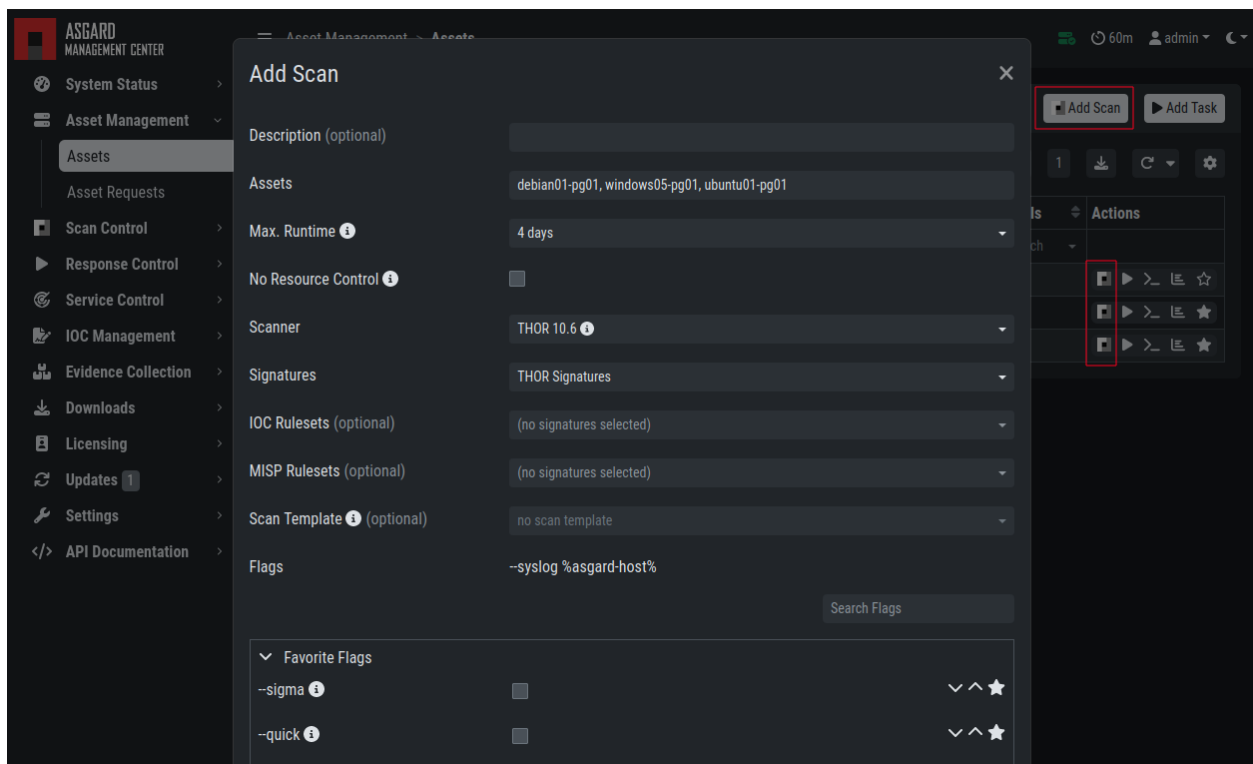 ASGARD
MANAGEMENT CENTER
Asset Management > Assets
60m
admin
System Status
Asset Management
Assets
Asset Requests
Scan Control
Response Control
Service Control
IOC Management
Evidence Collection
Downloads
Licensing
Updates 1
Settings
</> API Documentation
Add Scan
Description (optional)
Assets
debian01-pg01, windows05-pg01, ubuntu01-pg01
Max. Runtime
4 days
No Resource Control
Scanner
THOR 10.6
Signatures
THOR Signatures
IOC Rulesets (optional)
(no signatures selected)
MISP Rulesets (optional)
(no signatures selected)
Scan Template (optional)
no scan template
Flags
--syslog %asgard-host%
Search Flags
Favorite Flags
--sigma
--quick
Add Scan
Add Task
1
Actions